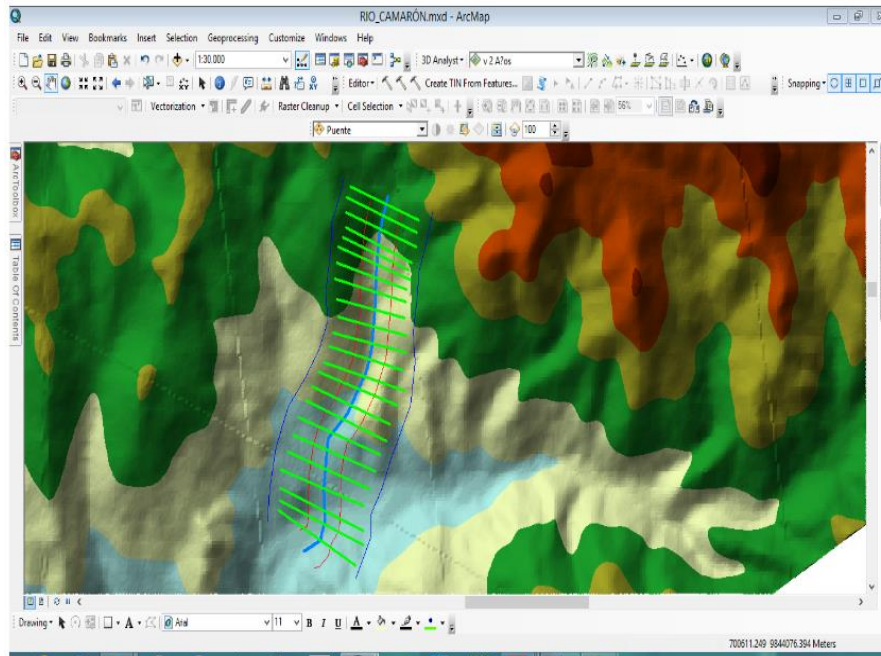 RIO_CAMARÓN.mxd - ArcMap
File Edit View Bookmarks Insert Selection Geoprocessing Customize Windows Help
1:30.000 3D Analyst v 2 A?os
Editor Create TIN From Features... Snapping
Vectorization Raster Cleanup Cell Selection 56%
Puente 100
ArcToolbox
Table Of Contents
Drawing A Arial 11 B I U A
700611.249 9844076.394 Meters